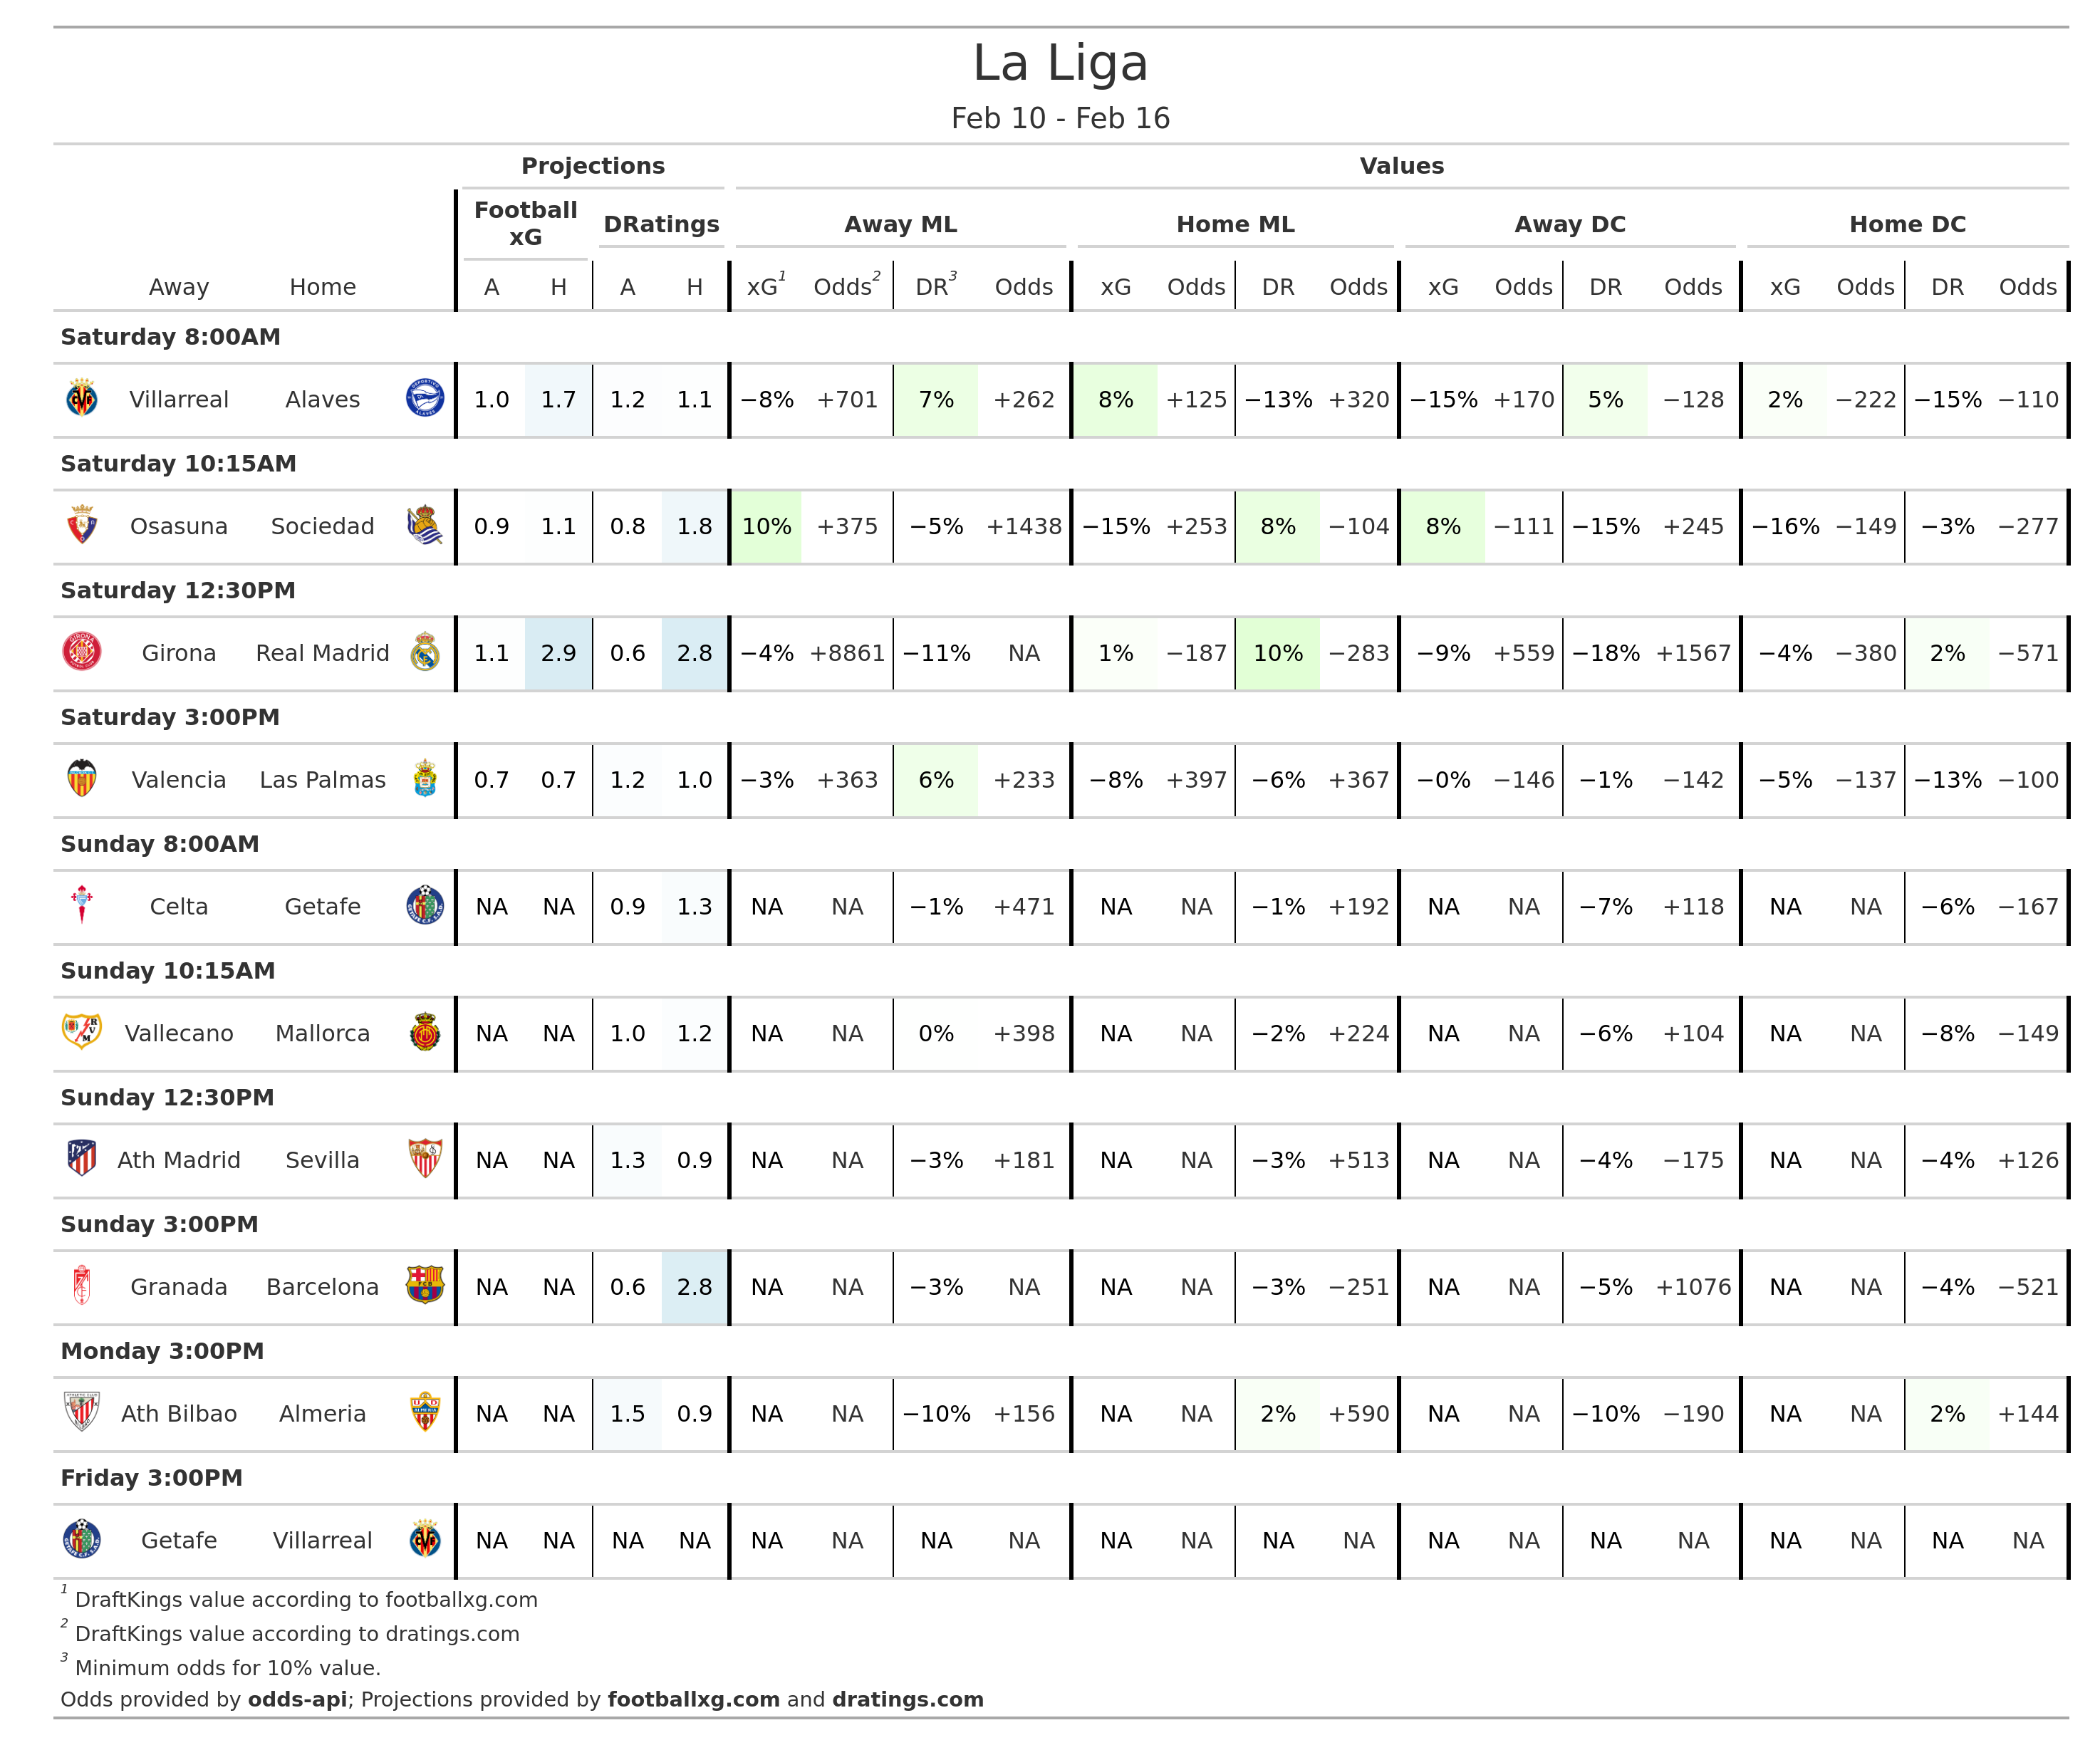 La Liga
Feb 10 - Feb 16
Projections Values
Football xG DRatings Away ML Home ML Away DC Home DC
Away Home A H A H xG1 Odds2 DR3 Odds xG Odds DR Odds xG Odds DR Odds xG Odds DR Odds
Saturday 8:00AM
Villarreal Alaves 1.0 1.7 1.2 1.1 −8% +701 7% +262 8% +125 −13% +320 −15% +170 5% −128 2% −222 −15% −110
Saturday 10:15AM
Osasuna Sociedad 0.9 1.1 0.8 1.8 10% +375 −5% +1438 −15% +253 8% −104 8% −111 −15% +245 −16% −149 −3% −277
Saturday 12:30PM
Girona Real Madrid 1.1 2.9 0.6 2.8 −4% +8861 −11% NA 1% −187 10% −283 −9% +559 −18% +1567 −4% −380 2% −571
Saturday 3:00PM
Valencia Las Palmas 0.7 0.7 1.2 1.0 −3% +363 6% +233 −8% +397 −6% +367 −0% −146 −1% −142 −5% −137 −13% −100
Sunday 8:00AM
Celta Getafe NA NA 0.9 1.3 NA NA −1% +471 NA NA −1% +192 NA NA −7% +118 NA NA −6% −167
Sunday 10:15AM
Vallecano Mallorca NA NA 1.0 1.2 NA NA 0% +398 NA NA −2% +224 NA NA −6% +104 NA NA −8% −149
Sunday 12:30PM
Ath Madrid Sevilla NA NA 1.3 0.9 NA NA −3% +181 NA NA −3% +513 NA NA −4% −175 NA NA −4% +126
Sunday 3:00PM
Granada Barcelona NA NA 0.6 2.8 NA NA −3% NA NA NA −3% −251 NA NA −5% +1076 NA NA −4% −521
Monday 3:00PM
Ath Bilbao Almeria NA NA 1.5 0.9 NA NA −10% +156 NA NA 2% +590 NA NA −10% −190 NA NA 2% +144
Friday 3:00PM
Getafe Villarreal NA NA NA NA NA NA NA NA NA NA NA NA NA NA NA NA NA NA NA NA
1 DraftKings value according to footballxg.com
2 DraftKings value according to dratings.com
3 Minimum odds for 10% value.
Odds provided by odds-api; Projections provided by footballxg.com and dratings.com